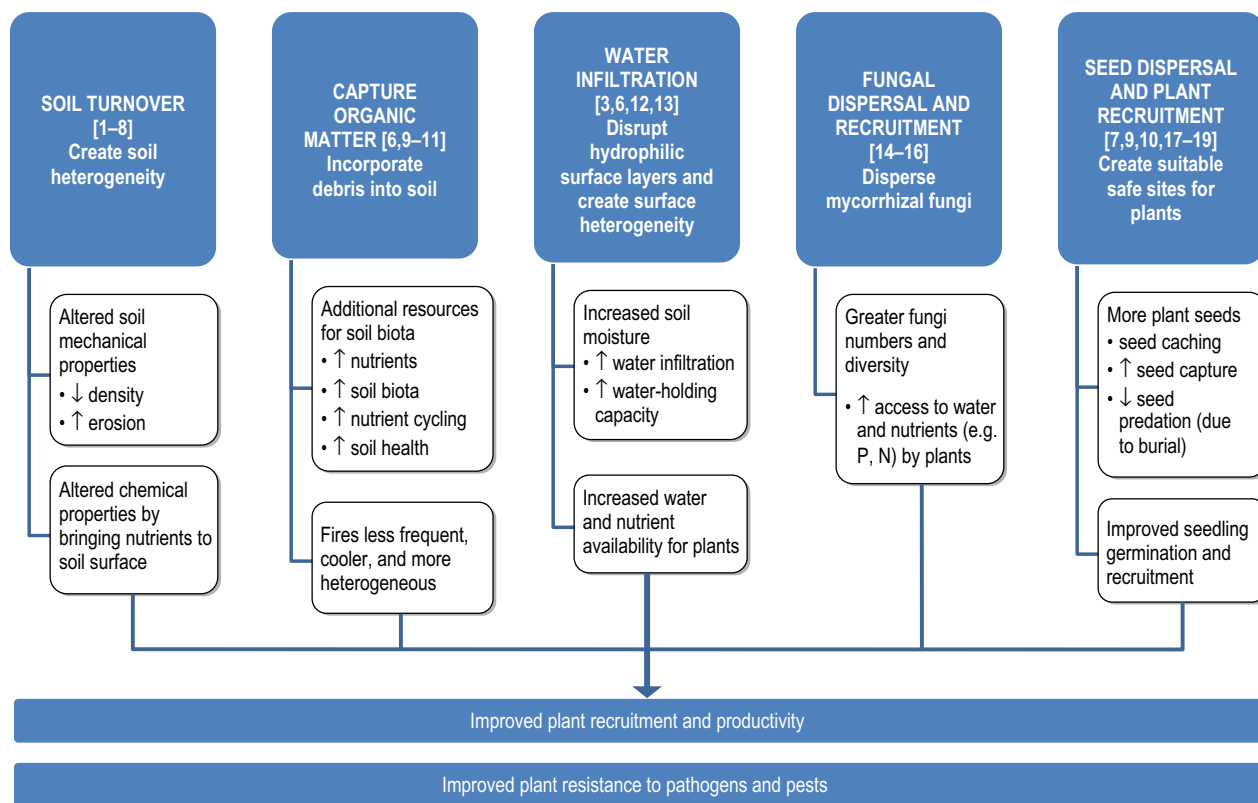 SOIL TURNOVER
[1–8]
Create soil
heterogeneity
Altered soil
mechanical
properties
• ↓ density
• ↑ erosion
Altered chemical
properties by
bringing nutrients to
soil surface
CAPTURE
ORGANIC
MATTER [6,9–11]
Incorporate
debris into soil
Additional resources
for soil biota
• ↑ nutrients
• ↑ soil biota
• ↑ nutrient cycling
• ↑ soil health
Fires less frequent,
cooler, and more
heterogeneous
WATER
INFILTRATION
[3,6,12,13]
Disrupt
hydrophilic
surface layers and
create surface
heterogeneity
Increased soil
moisture
• ↑ water infiltration
• ↑ water-holding
capacity
Increased water
and nutrient
availability for plants
FUNGAL
DISPERSAL AND
RECRUITMENT
[14–16]
Disperse
mycorrhizal fungi
Greater fungi
numbers and
diversity
• ↑ access to water
and nutrients (e.g.
P, N) by plants
SEED DISPERSAL
AND PLANT
RECRUITMENT
[7,9,10,17–19]
Create suitable
safe sites for
plants
More plant seeds
• seed caching
• ↑ seed capture
• ↓ seed
predation (due
to burial)
Improved seedling
germination and
recruitment
Improved plant recruitment and productivity
Improved plant resistance to pathogens and pests